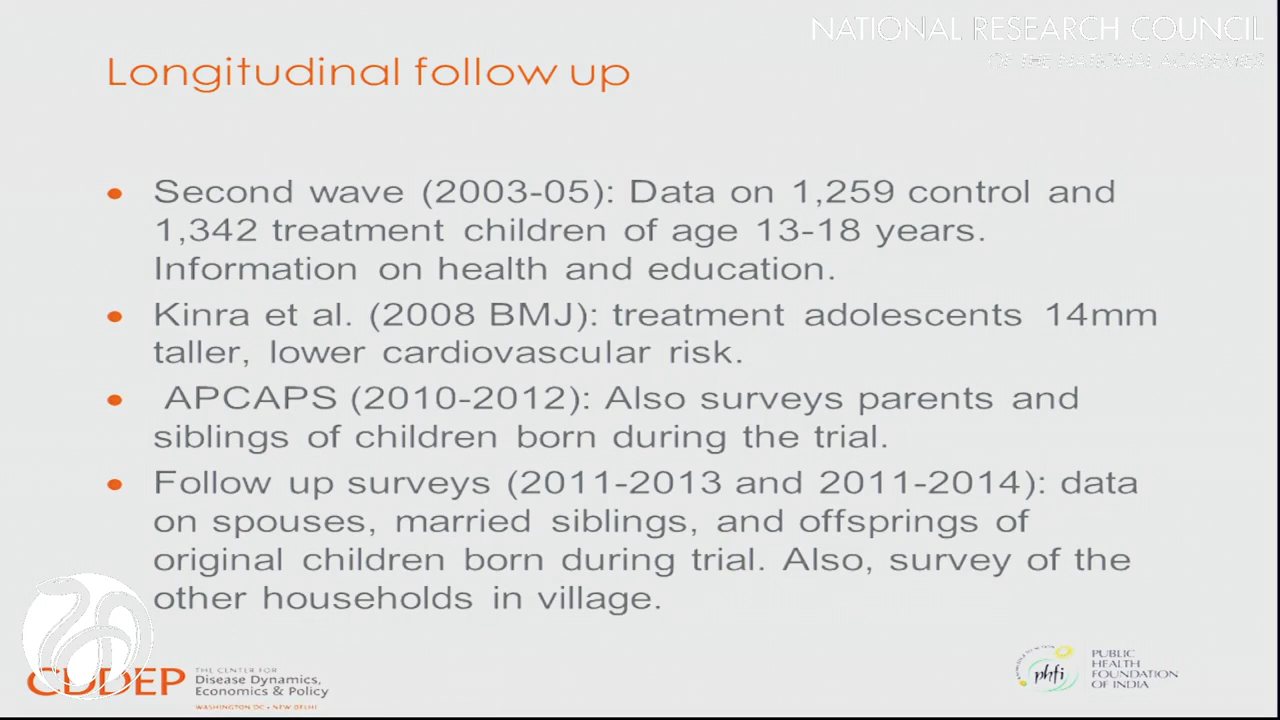 NATIONAL RESEARCH COUNCIL
OF THE NATIONAL ACADEMIES
Longitudinal follow up
• Second wave (2003-05): Data on 1,259 control and
1,342 treatment children of age 13-18 years.
Information on health and education.
• Kinra et al. (2008 BMJ): treatment adolescents 14mm
taller, lower cardiovascular risk.
• APCAPS (2010-2012): Also surveys parents and
siblings of children born during the trial.
• Follow up surveys (2011-2013 and 2011-2014): data
on spouses, married siblings, and offsprings of
original children born during trial. Also, survey of the
other households in village.
CDDEP
THE CENTER FOR
Disease Dynamics,
Economics & Policy
WASHINGTON DC • NEW DELHI
phfi
PUBLIC
HEALTH
FOUNDATION
OF INDIA